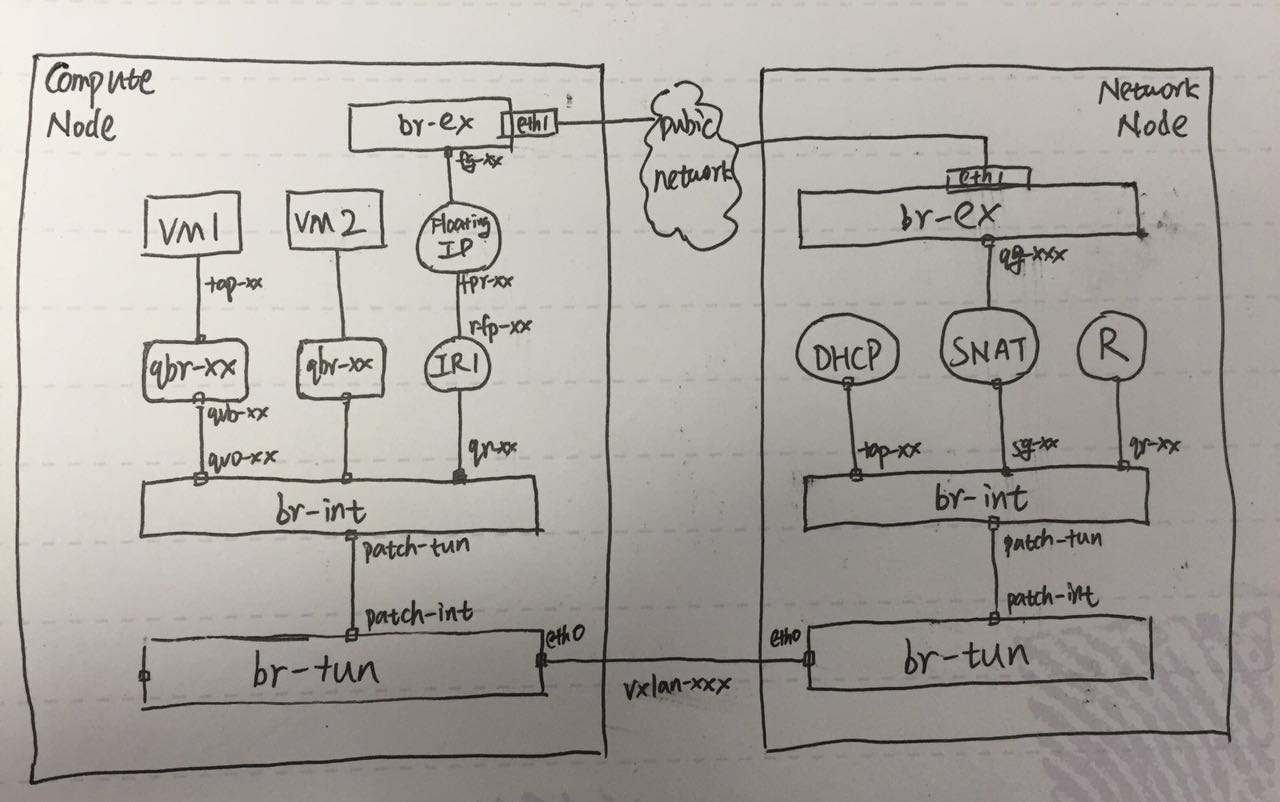 Compute
Node
br-ex
eth1
fg-xx
vm1
vm2
Floating
IP
tap-xx
fpr-xx
rfp-xx
qbr-xx
qbr-xx
IR1
qvb-xx
qvo-xx
qr-xx
br-int
patch-tun
patch-int
br-tun
eth0
pubic
network
vxlan-xxx
Network
Node
eth1
br-ex
qg-xxx
DHCP
SNAT
R
tap-xx
sg-xx
qr-xx
br-int
patch-tun
patch-int
eth0
br-tun